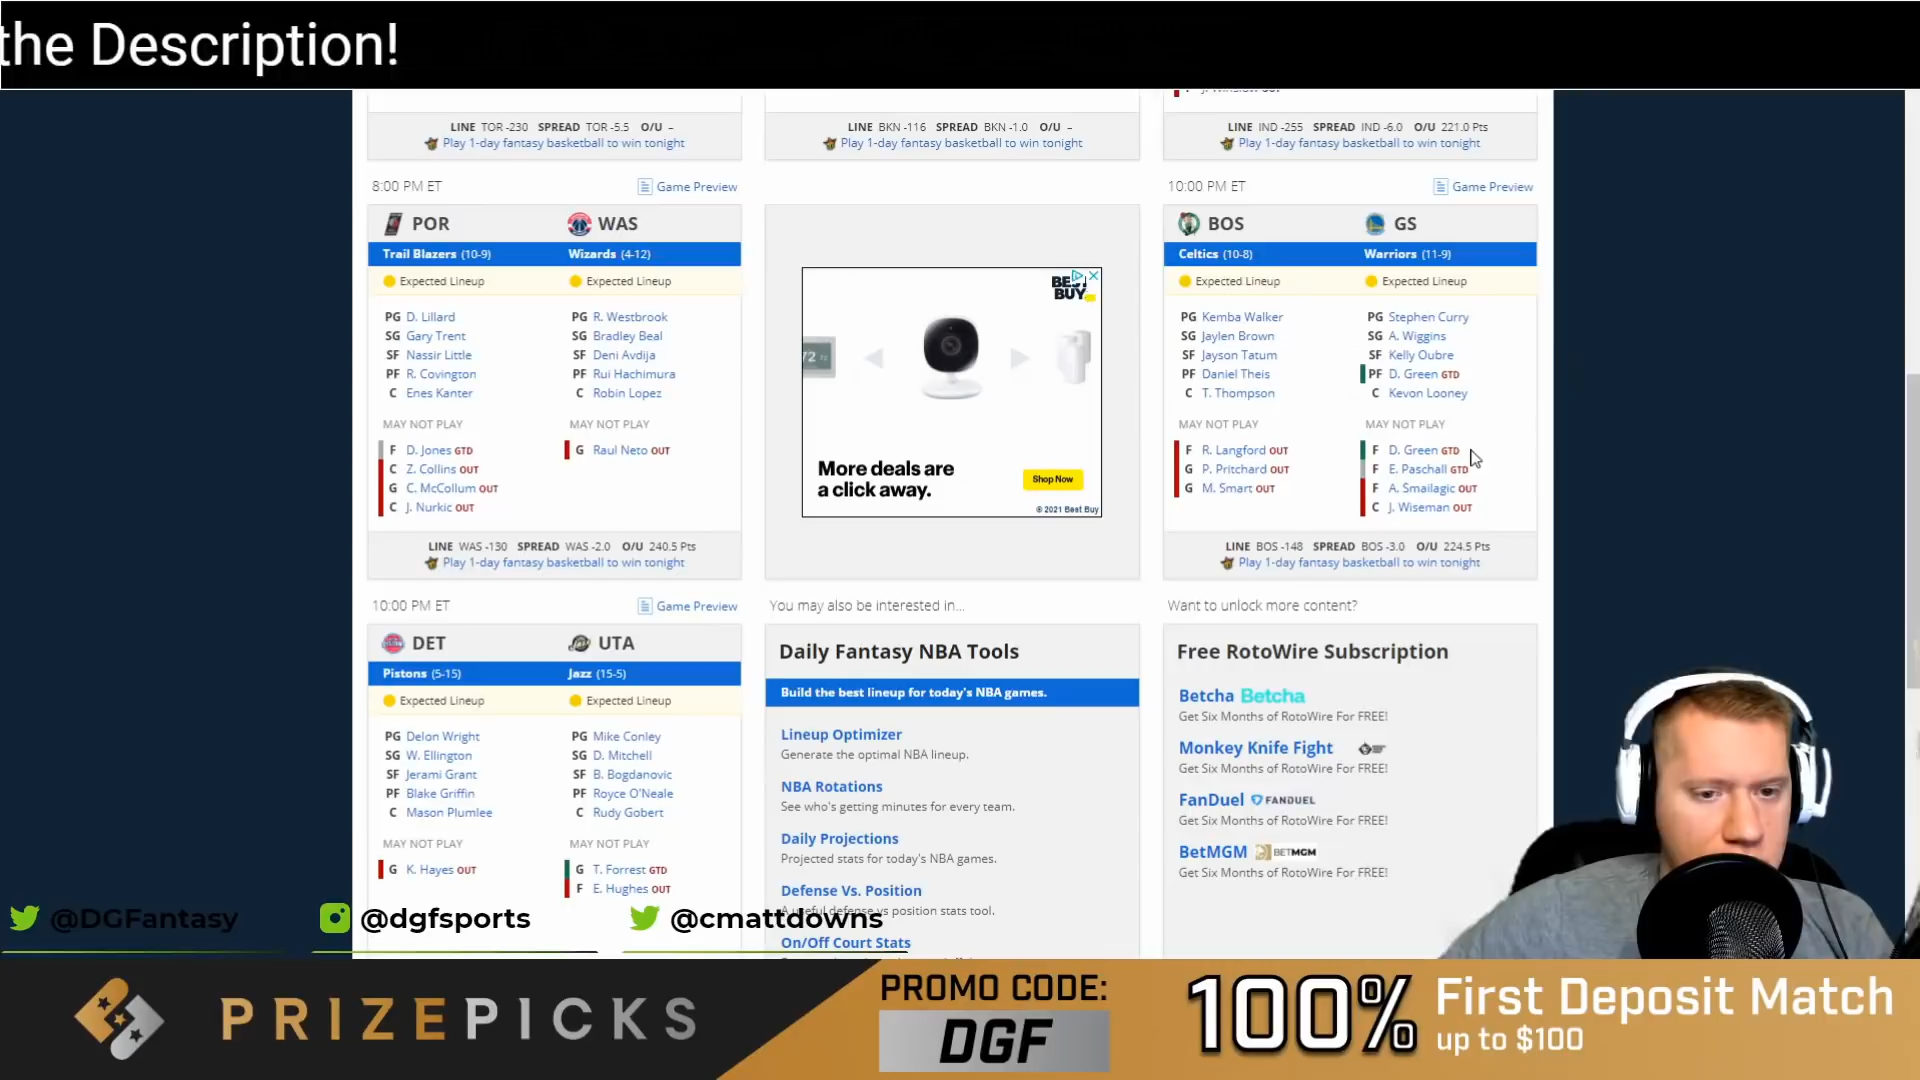 the Description!
LINE TOR -230 SPREAD TOR -5.5 O/U –
Play 1-day fantasy basketball to win tonight
LINE BKN -116 SPREAD BKN -1.0 O/U –
Play 1-day fantasy basketball to win tonight
LINE IND -255 SPREAD IND -6.0 O/U 221.0 Pts
Play 1-day fantasy basketball to win tonight
8:00 PM ET
Game Preview
POR
WAS
Trail Blazers (10-9)
Wizards (4-12)
Expected Lineup
Expected Lineup
PG D. Lillard
SG Gary Trent
SF Nassir Little
PF R. Covington
C Enes Kanter
PG R. Westbrook
SG Bradley Beal
SF Deni Avdija
PF Rui Hachimura
C Robin Lopez
MAY NOT PLAY
F D. Jones GTD
C Z. Collins OUT
G C. McCollum OUT
C J. Nurkic OUT
MAY NOT PLAY
G Raul Neto OUT
LINE WAS -130 SPREAD WAS -2.0 O/U 240.5 Pts
Play 1-day fantasy basketball to win tonight
BEST
BUY
72
More deals are
a click away.
Shop Now
© 2021 Best Buy
10:00 PM ET
Game Preview
BOS
GS
Celtics (10-8)
Warriors (11-9)
Expected Lineup
Expected Lineup
PG Kemba Walker
SG Jaylen Brown
SF Jayson Tatum
PF Daniel Theis
C T. Thompson
PG Stephen Curry
SG A. Wiggins
SF Kelly Oubre
PF D. Green GTD
C Kevon Looney
MAY NOT PLAY
F R. Langford OUT
G P. Pritchard OUT
G M. Smart OUT
MAY NOT PLAY
F D. Green GTD
F E. Paschall GTD
F A. Smailagic OUT
C J. Wiseman OUT
LINE BOS -148 SPREAD BOS -3.0 O/U 224.5 Pts
Play 1-day fantasy basketball to win tonight
10:00 PM ET
Game Preview
DET
UTA
Pistons (5-15)
Jazz (15-5)
Expected Lineup
Expected Lineup
PG Delon Wright
SG W. Ellington
SF Jerami Grant
PF Blake Griffin
C Mason Plumlee
PG Mike Conley
SG D. Mitchell
SF B. Bogdanovic
PF Royce O'Neale
C Rudy Gobert
MAY NOT PLAY
G K. Hayes OUT
MAY NOT PLAY
G T. Forrest GTD
F E. Hughes OUT
You may also be interested in...
Daily Fantasy NBA Tools
Build the best lineup for today's NBA games.
Lineup Optimizer
Generate the optimal NBA lineup.
NBA Rotations
See who's getting minutes for every team.
Daily Projections
Projected stats for today's NBA games.
Defense Vs. Position
A useful defense vs position stats tool.
On/Off Court Stats
Want to unlock more content?
Free RotoWire Subscription
Betcha Betcha
Get Six Months of RotoWire For FREE!
Monkey Knife Fight
Get Six Months of RotoWire For FREE!
FanDuel FANDUEL
Get Six Months of RotoWire For FREE!
BetMGM BETMGM
Get Six Months of RotoWire For FREE!
@DGFantasy
@dgfsports
@cmattdowns
PRIZEPICKS
PROMO CODE:
DGF
100%
First Deposit Match
up to $100